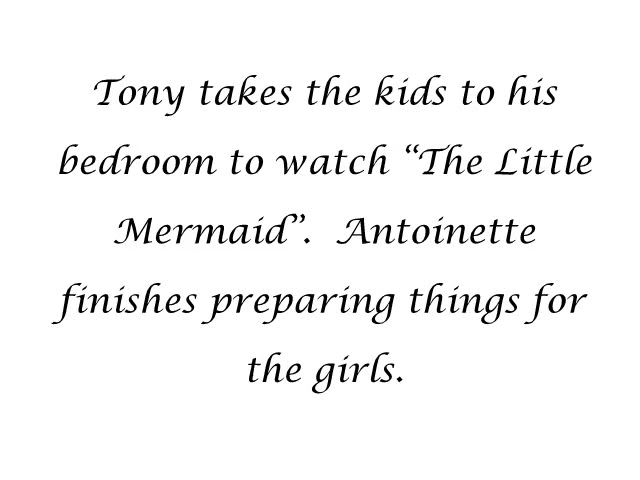 Tony takes the kids to his
bedroom to watch “The Little
Mermaid”.  Antoinette
finishes preparing things for
the girls.